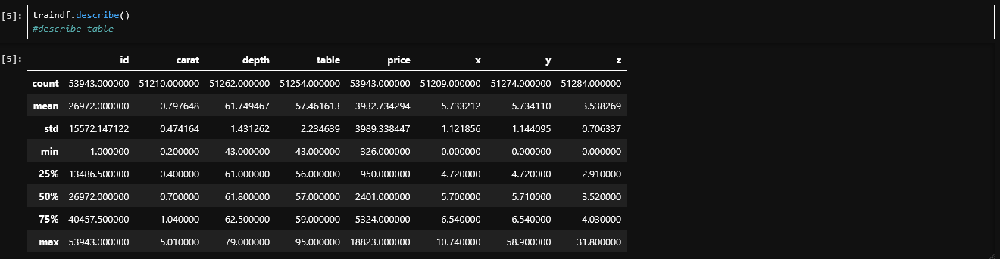 [5]: traindf.describe()
#describe table
[5]: id carat depth table price x y z
count 53943.000000 51210.000000 51262.000000 51254.000000 53943.000000 51209.000000 51274.000000 51284.000000
mean 26972.000000 0.797648 61.749467 57.461613 3932.734294 5.733212 5.734110 3.538269
std 15572.147122 0.474164 1.431262 2.234639 3989.338447 1.121856 1.144095 0.706337
min 1.000000 0.200000 43.000000 43.000000 326.000000 0.000000 0.000000 0.000000
25% 13486.500000 0.400000 61.000000 56.000000 950.000000 4.720000 4.720000 2.910000
50% 26972.000000 0.700000 61.800000 57.000000 2401.000000 5.700000 5.710000 3.520000
75% 40457.500000 1.040000 62.500000 59.000000 5324.000000 6.540000 6.540000 4.030000
max 53943.000000 5.010000 79.000000 95.000000 18823.000000 10.740000 58.900000 31.800000